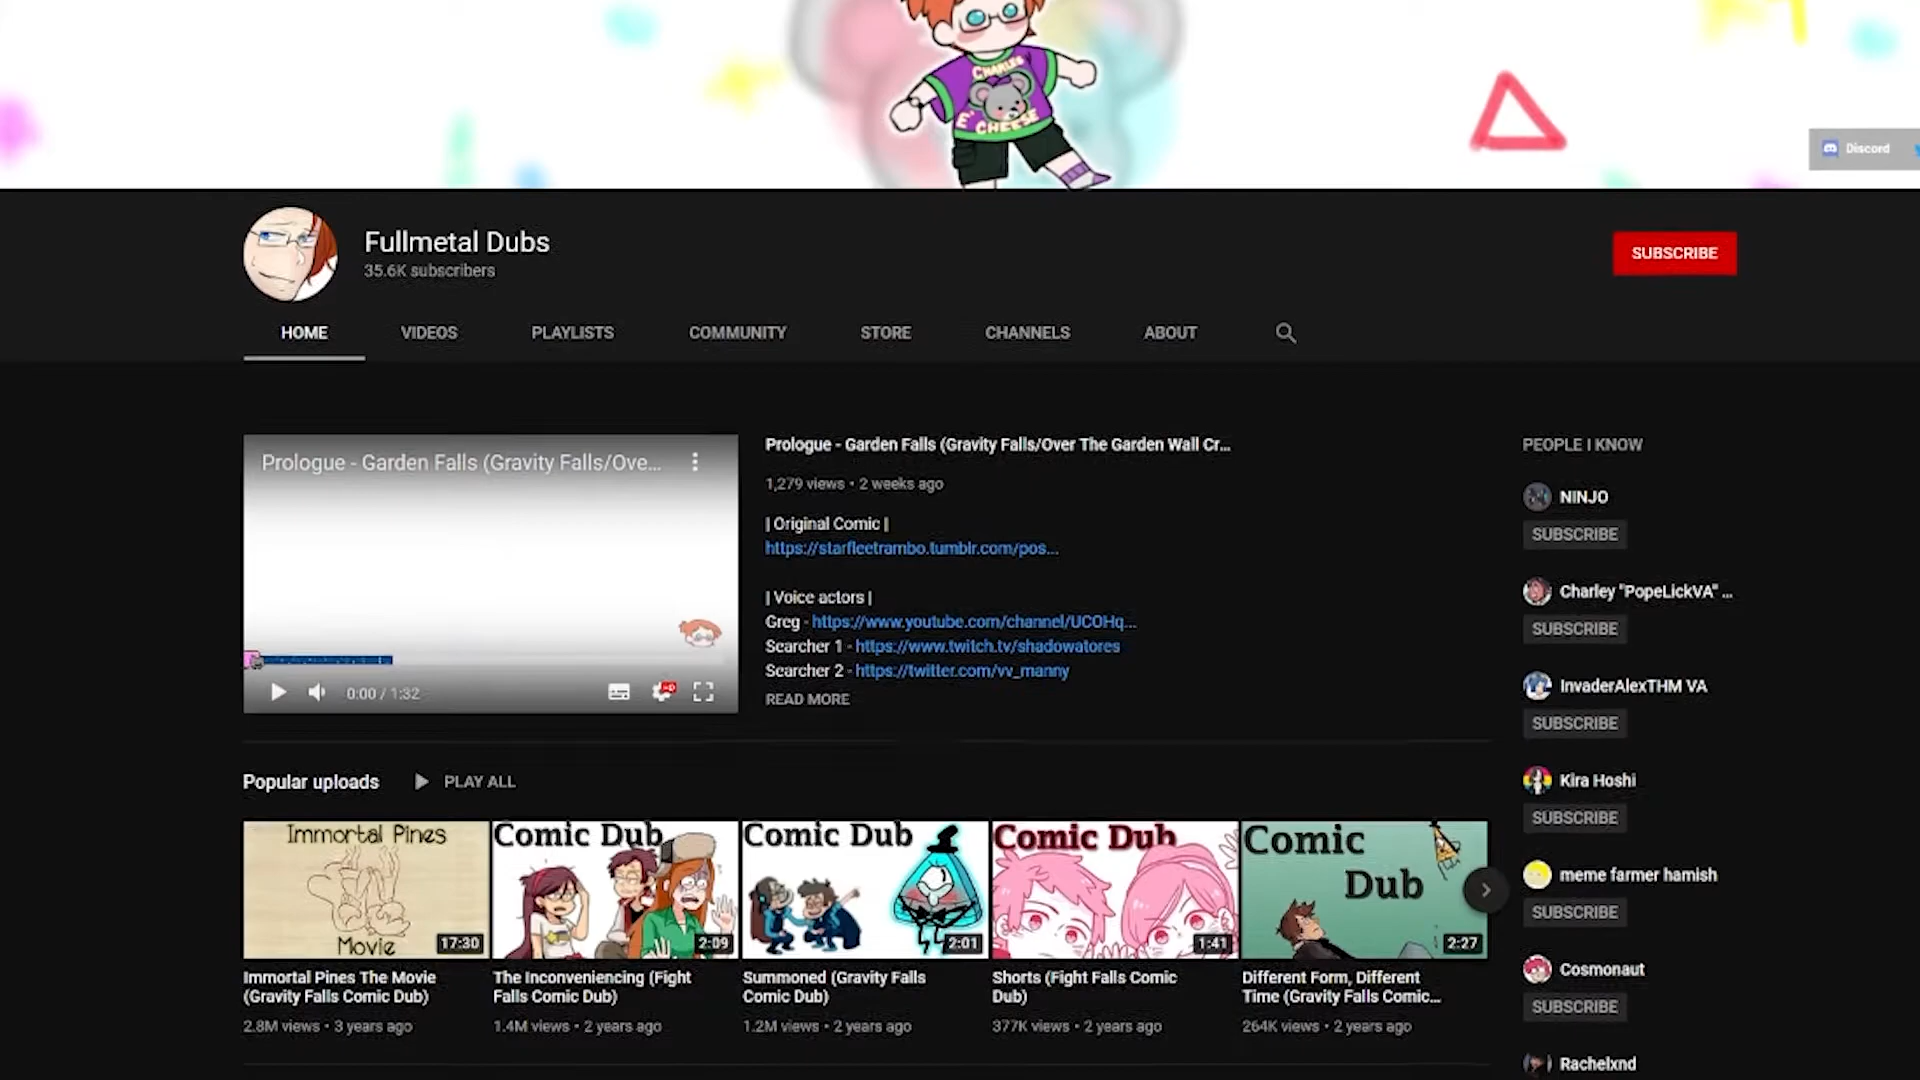 CHARLES
E' CHEESE
Discord
Fullmetal Dubs
35.6K subscribers
SUBSCRIBE
HOME
VIDEOS
PLAYLISTS
COMMUNITY
STORE
CHANNELS
ABOUT
Prologue - Garden Falls (Gravity Falls/Ove...
0:00 / 1:32
HD
Prologue - Garden Falls (Gravity Falls/Over The Garden Wall Cr...
1,279 views • 2 weeks ago
| Original Comic |
https://starfleetrambo.tumblr.com/pos...
| Voice actors |
Greg - https://www.youtube.com/channel/UCOHq...
Searcher 1 - https://www.twitch.tv/shadowatores
Searcher 2 - https://twitter.com/vv_manny
READ MORE
PEOPLE I KNOW
NINJO
SUBSCRIBE
Charley "PopeLickVA" ...
SUBSCRIBE
InvaderAlexTHM VA
SUBSCRIBE
Kira Hoshi
SUBSCRIBE
meme farmer hamish
SUBSCRIBE
Cosmonaut
SUBSCRIBE
Rachelxnd
Popular uploads
PLAY ALL
Immortal Pines
Movie
17:30
Immortal Pines The Movie
(Gravity Falls Comic Dub)
2.8M views • 3 years ago
Comic Dub
2:09
The Inconveniencing (Fight
Falls Comic Dub)
1.4M views • 2 years ago
Comic Dub
2:01
Summoned (Gravity Falls
Comic Dub)
1.2M views • 2 years ago
Comic Dub
1:41
Shorts (Fight Falls Comic
Dub)
377K views • 2 years ago
Comic
Dub
2:27
Different Form, Different
Time (Gravity Falls Comic...
264K views • 2 years ago